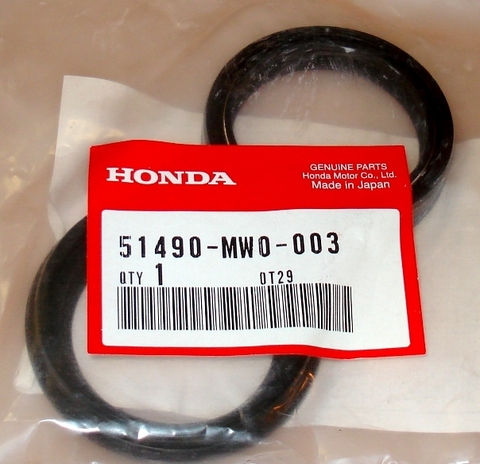 HONDA
GENUINE PARTS
Honda Motor Co., Ltd.
Made in Japan
51490-MW0-003
QTY 1 OT29